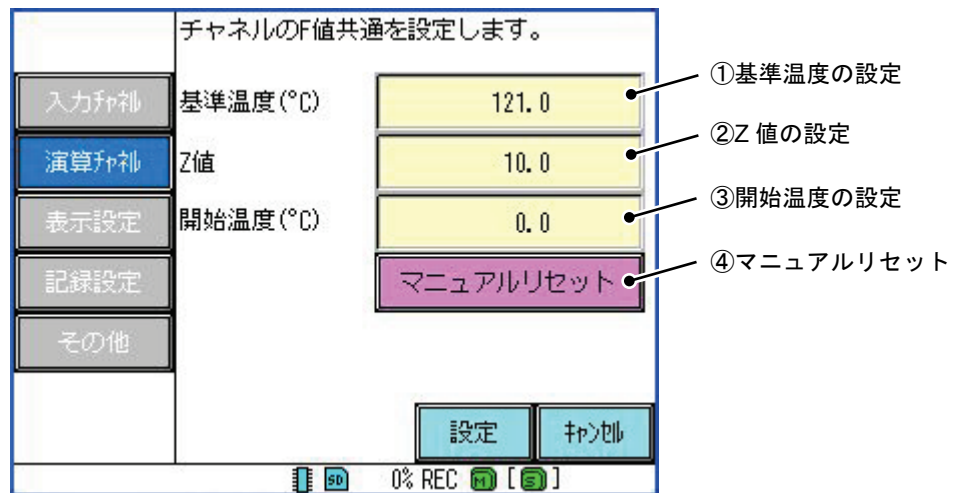 チャネルのF値共通を設定します。
入力ﾁｬﾈﾙ
演算ﾁｬﾈﾙ
表示設定
記録設定
その他
基準温度(°C)
121.0
Z値
10.0
開始温度(°C)
0.0
マニュアルリセット
設定
ｷｬﾝｾﾙ
SD
0% REC M [S]
①基準温度の設定
②Z 値の設定
③開始温度の設定
④マニュアルリセット